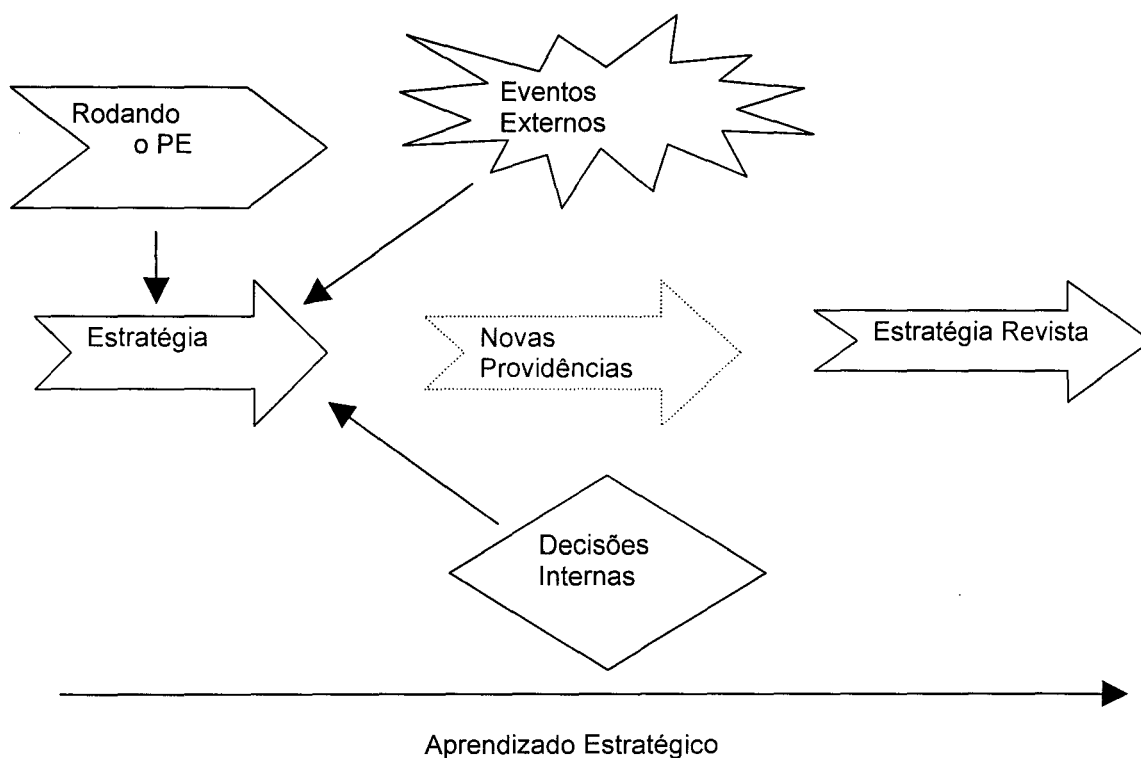 Rodando
o PE
Eventos
Externos
Estratégia
Novas
Providências
Estratégia Revista
Decisões
Internas
Aprendizado Estratégico